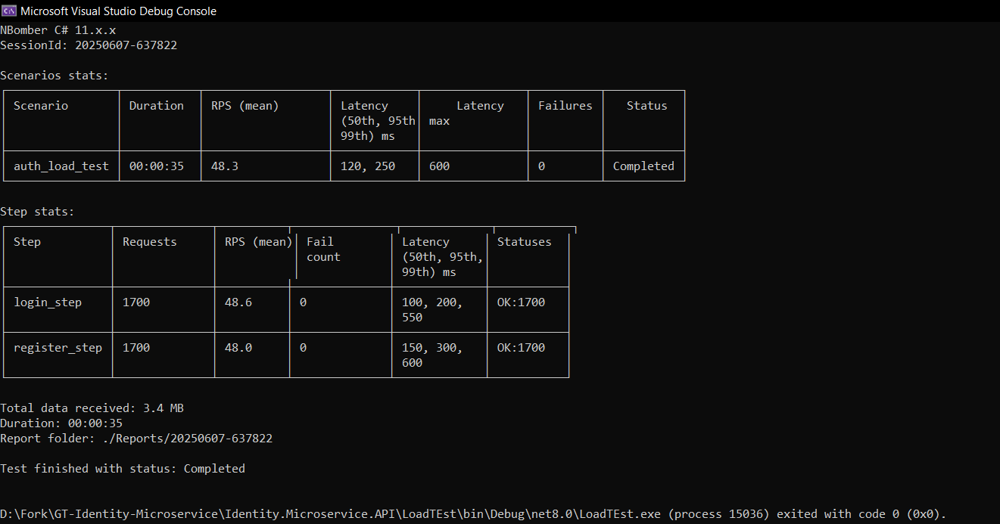 Microsoft Visual Studio Debug Console
NBomber C# 11.x.x
SessionId: 20250607-637822
Scenarios stats:
Scenario Duration RPS (mean) Latency Latency Failures Status
(50th, 95th max
99th) ms
auth_load_test 00:00:35 48.3 120, 250 600 0 Completed
Step stats:
Step Requests RPS (mean) Fail Latency Statuses
count (50th, 95th,
99th) ms
login_step 1700 48.6 0 100, 200, OK:1700
550
register_step 1700 48.0 0 150, 300, OK:1700
600
Total data received: 3.4 MB
Duration: 00:00:35
Report folder: ./Reports/20250607-637822
Test finished with status: Completed
D:\Fork\GT-Identity-Microservice\Identity.Microservice.API\LoadTEst\bin\Debug\net8.0\LoadTEst.exe (process 15036) exited with code 0 (0x0).